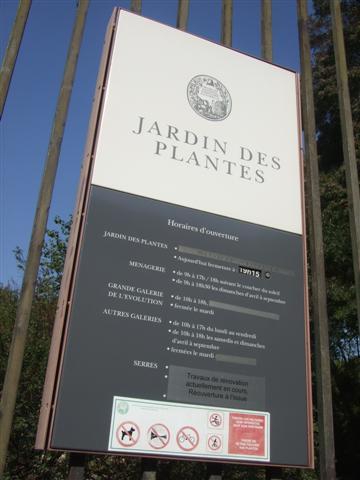 JARDIN DES
PLANTES
Horaires d'ouverture
JARDIN DES PLANTES
• Aujourd'hui fermeture à 19h15
MENAGERIE
• de 9h à 17h / 18h suivant le coucher du soleil
• de 9h à 18h30 les dimanches d'avril à septembre
GRANDE GALERIE
DE L'EVOLUTION
• de 10h à 18h,
• fermée le mardi
AUTRES GALERIES
• de 10h à 17h du lundi au vendredi
• de 10h à 18h les samedis et dimanches
d'avril à septembre
• fermées le mardi
SERRES
Travaux de rénovation
actuellement en cours,
Réouverture à l'issue